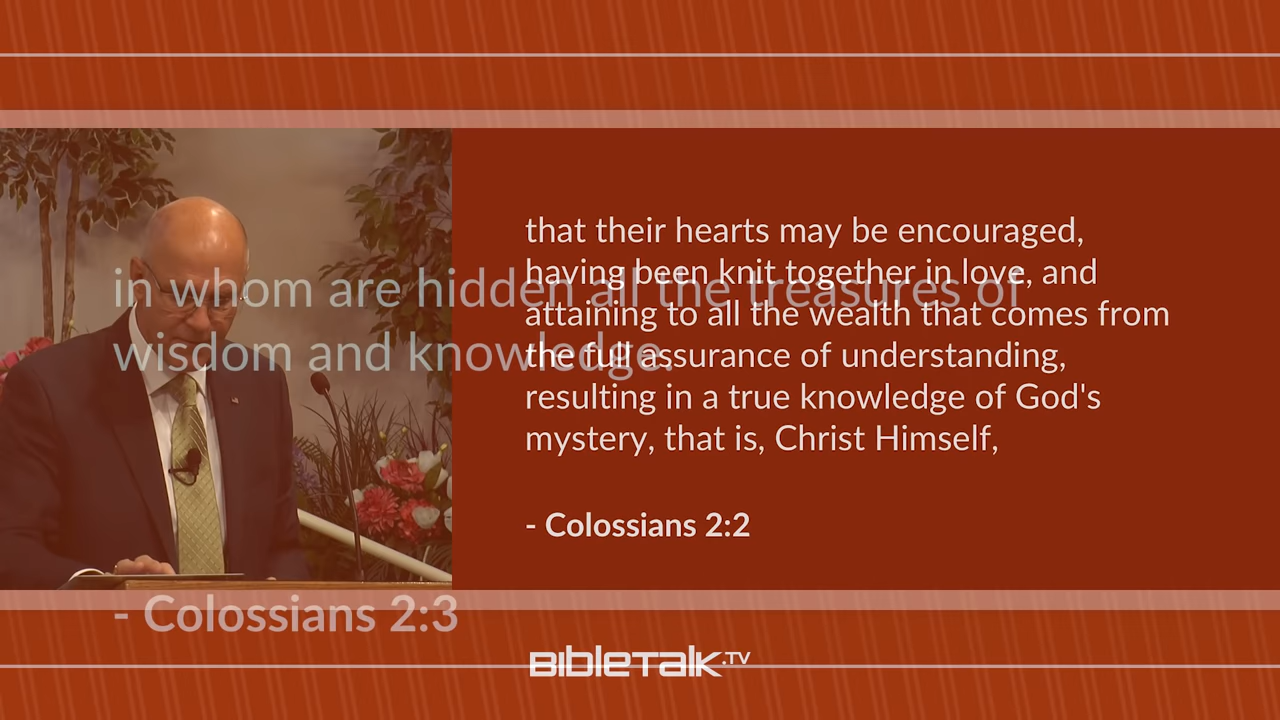 that their hearts may be encouraged,
having been knit together in love, and
attaining to all the wealth that comes from
the full assurance of understanding,
resulting in a true knowledge of God's
mystery, that is, Christ Himself,
- Colossians 2:2
in whom are hidden all the treasures of
wisdom and knowledge.
- Colossians 2:3
BibleTalk.TV